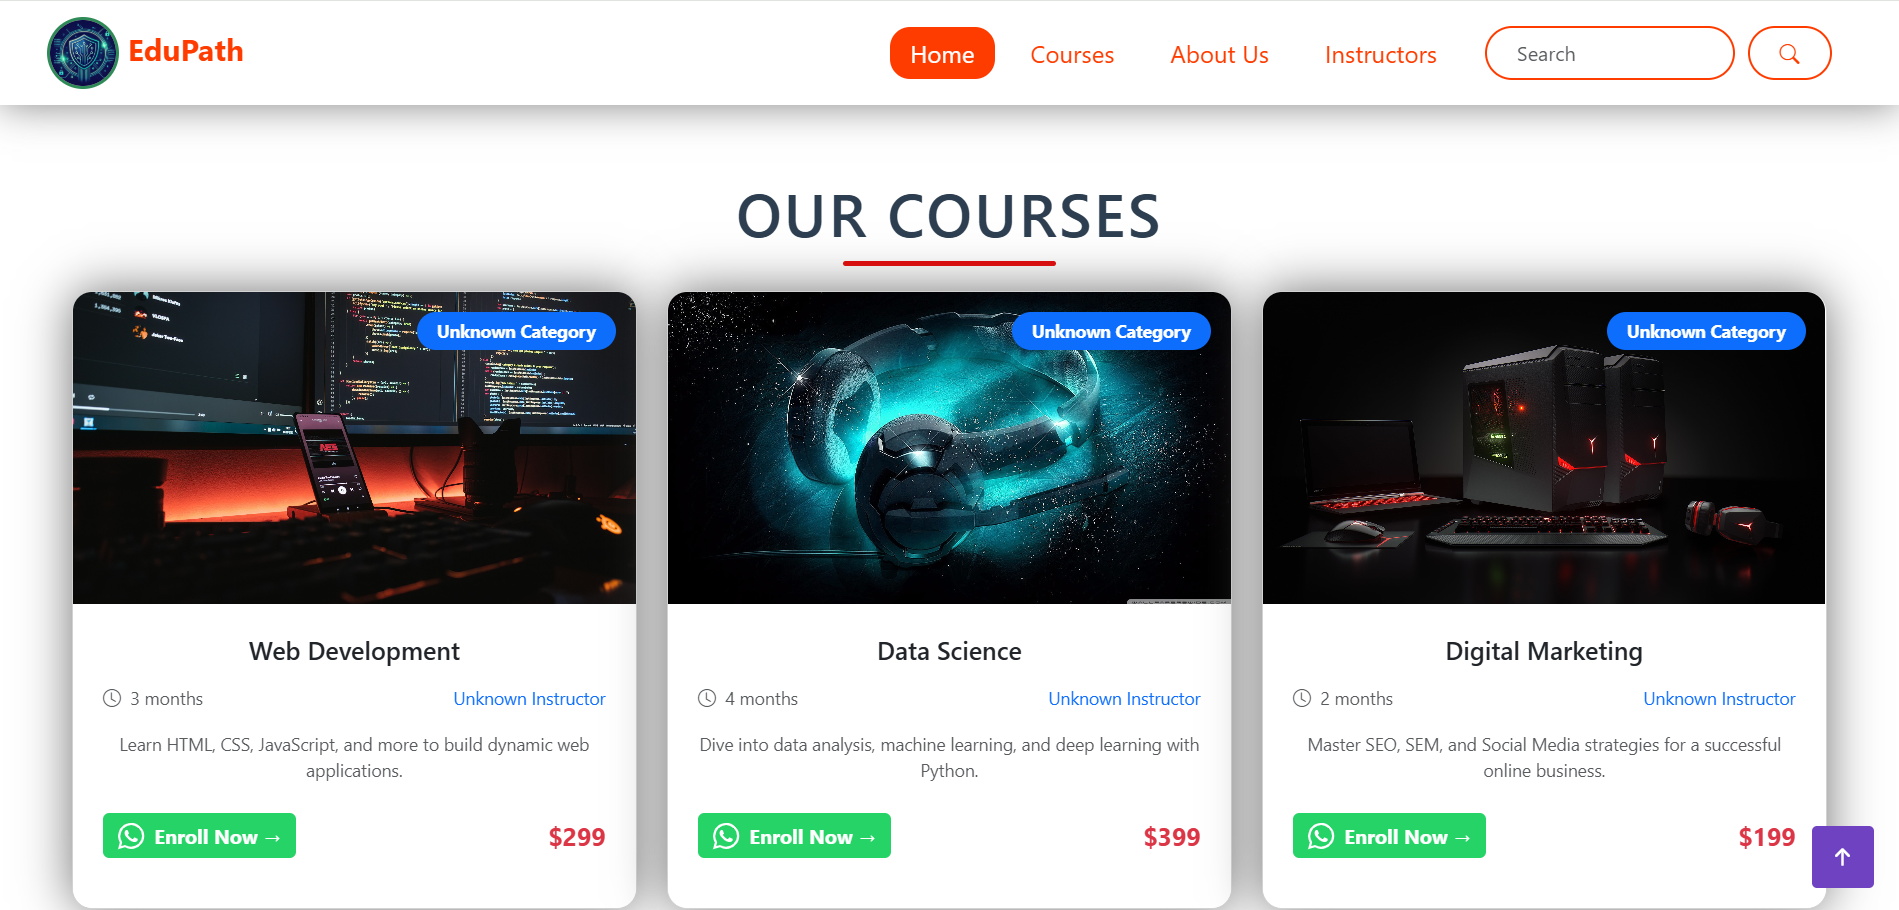 EduPath
Home
Courses
About Us
Instructors
Search
OUR COURSES
Unknown Category
Unknown Category
Unknown Category
Web Development
3 months
Unknown Instructor
Learn HTML, CSS, JavaScript, and more to build dynamic web
applications.
Enroll Now →
$299
Data Science
4 months
Unknown Instructor
Dive into data analysis, machine learning, and deep learning with
Python.
Enroll Now →
$399
Digital Marketing
2 months
Unknown Instructor
Master SEO, SEM, and Social Media strategies for a successful
online business.
Enroll Now →
$199